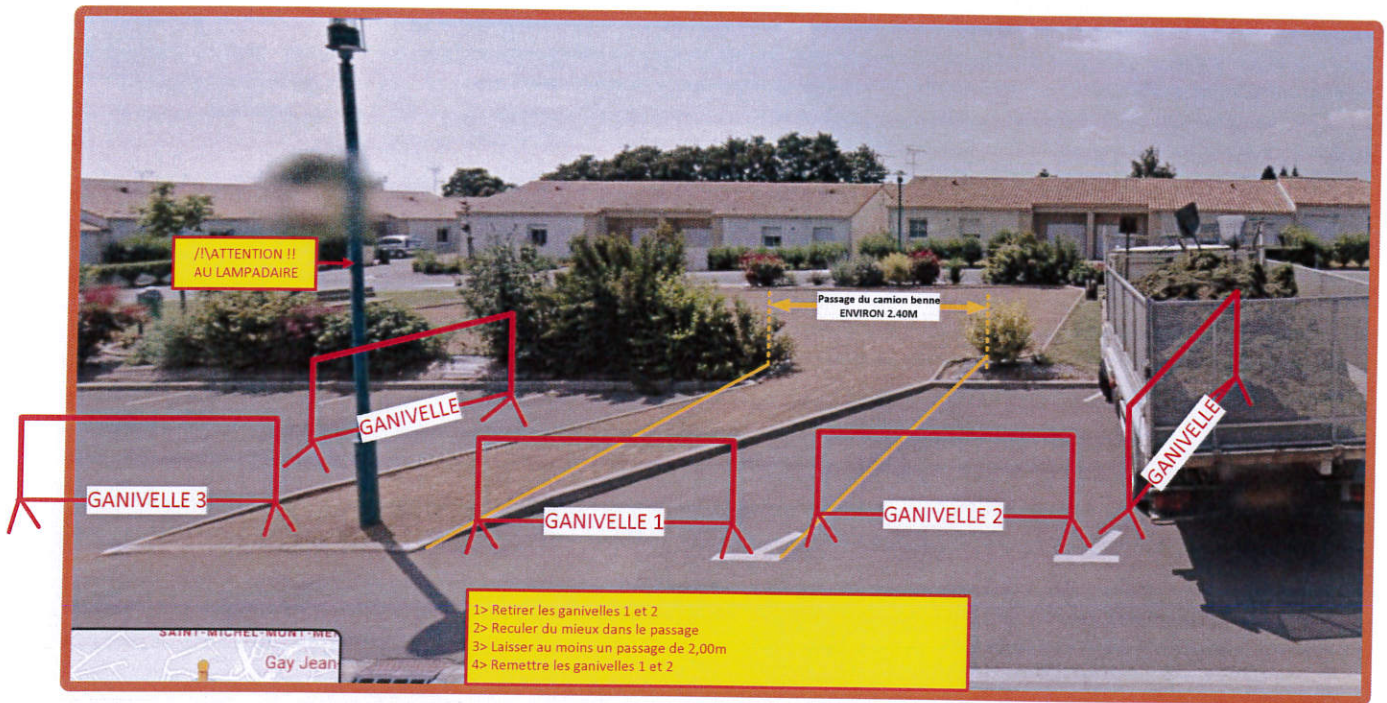 /!\ATTENTION !!
AU LAMPADAIRE
Passage du camion benne
ENVIRON 2.40M
GANIVELLE
GANIVELLE
GANIVELLE 3
GANIVELLE 1
GANIVELLE 2
1> Retirer les ganivelles 1 et 2
2> Reculer du mieux dans le passage
3> Laisser au moins un passage de 2,00m
4> Remettre les ganivelles 1 et 2
SAINT-MICHEL-MONT-MER
Gay Jean